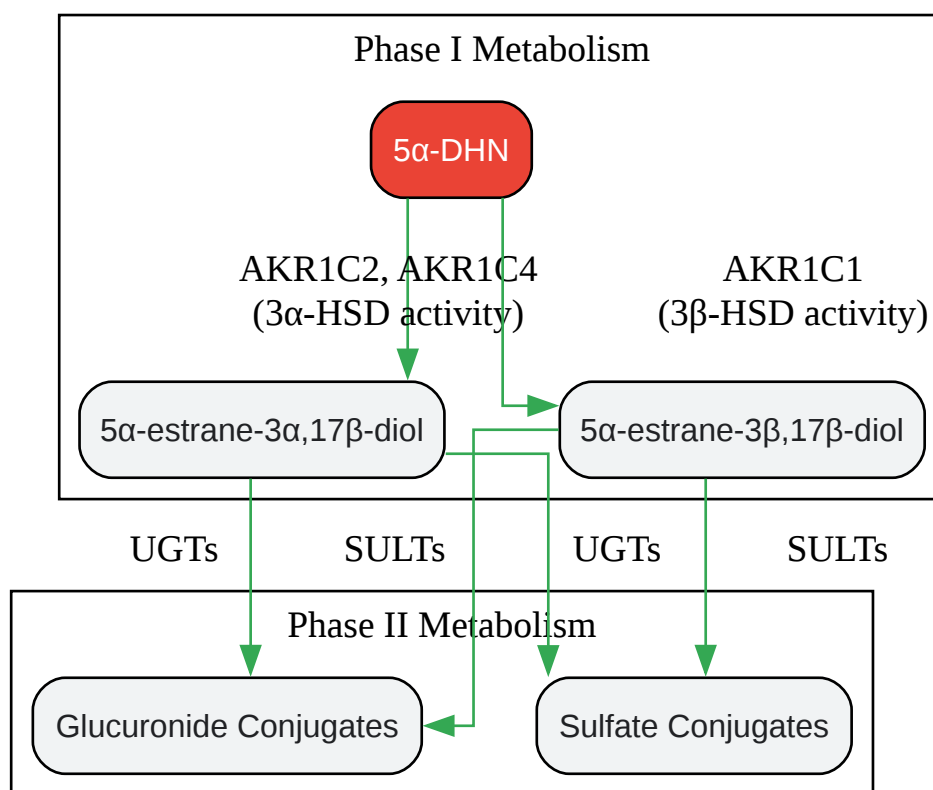 Phase I Metabolism
5α-DHN
AKR1C2, AKR1C4
(3α-HSD activity)
AKR1C1
(3β-HSD activity)
5α-estrane-3α,17β-diol
5α-estrane-3β,17β-diol
UGTs
SULTs
UGTs
SULTs
Phase II Metabolism
Glucuronide Conjugates
Sulfate Conjugates